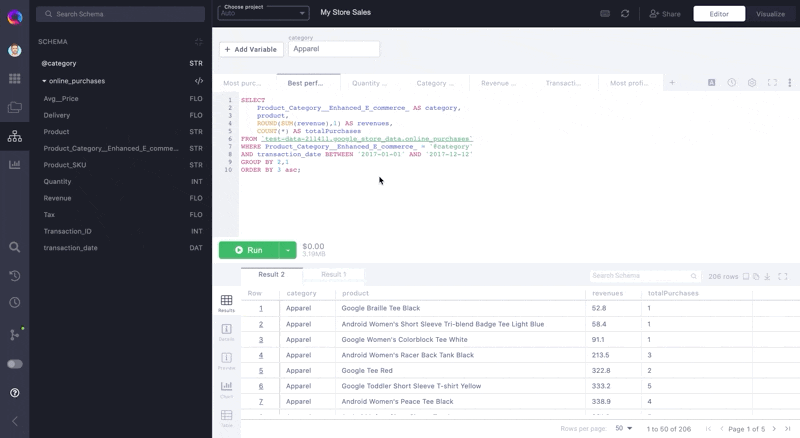 Search Schema
Choose project
Auto
My Store Sales
Share
Editor
Visualize
SCHEMA
@category STR
online_purchases
Avg__Price FLO
Delivery FLO
Product STR
Product_Category__Enhanced_E_comme... STR
Product_SKU STR
Quantity INT
Revenue FLO
Tax FLO
Transaction_ID INT
transaction_date DAT
+ Add Variable
category
Apparel
Most purc... Best perf... Quantity ... Category ... Revenue ... Transacti... Most profi... +
1 SELECT
2 Product_Category__Enhanced_E_commerce_ AS category,
3 product,
4 ROUND(SUM(revenue),1) AS revenues,
5 COUNT(*) AS totalPurchases
6 FROM `test-data-211411.google_store_data.online_purchases`
7 WHERE Product_Category__Enhanced_E_commerce_ = '@category'
8 AND transaction_date BETWEEN '2017-01-01' AND '2017-12-12'
9 GROUP BY 2,1
10 ORDER BY 3 asc;
Run
$0.00
3.19MB
Result 2 Result 1
Search Schema
206 rows
Row category product revenues totalPurchases
1 Apparel Google Braille Tee Black 52.8 1
2 Apparel Android Women's Short Sleeve Tri-blend Badge Tee Light Blue 58.4 1
3 Apparel Google Women's Colorblock Tee White 91.1 1
4 Apparel Android Women's Racer Back Tank Black 213.5 3
5 Apparel Google Tee Red 322.8 2
6 Apparel Google Toddler Short Sleeve T-shirt Yellow 333.2 5
7 Apparel Android Women's Peace Tee Black 338.9 4
Results
Details
Preview
Chart
Table
Rows per page: 50
1 to 50 of 206
Page 1 of 5